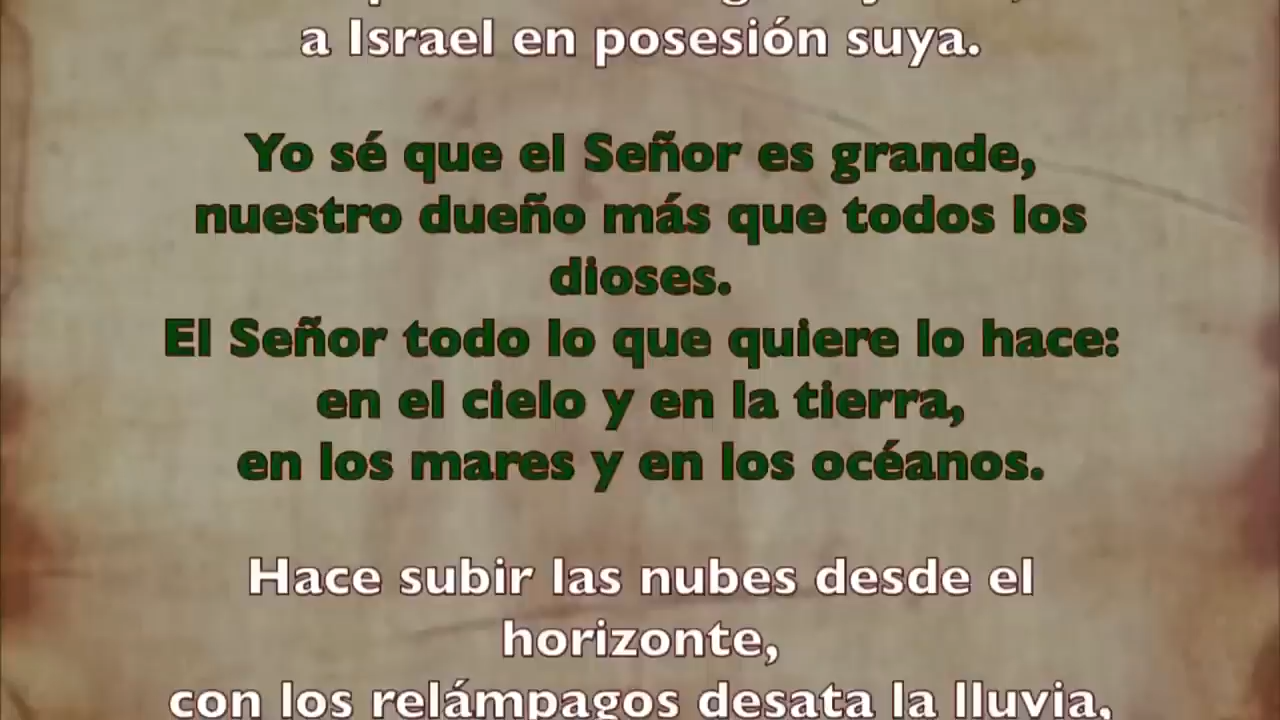 a Israel en posesión suya.
Yo sé que el Señor es grande,
nuestro dueño más que todos los
dioses.
El Señor todo lo que quiere lo hace:
en el cielo y en la tierra,
en los mares y en los océanos.
Hace subir las nubes desde el
horizonte,
con los relámpagos desata la lluvia,